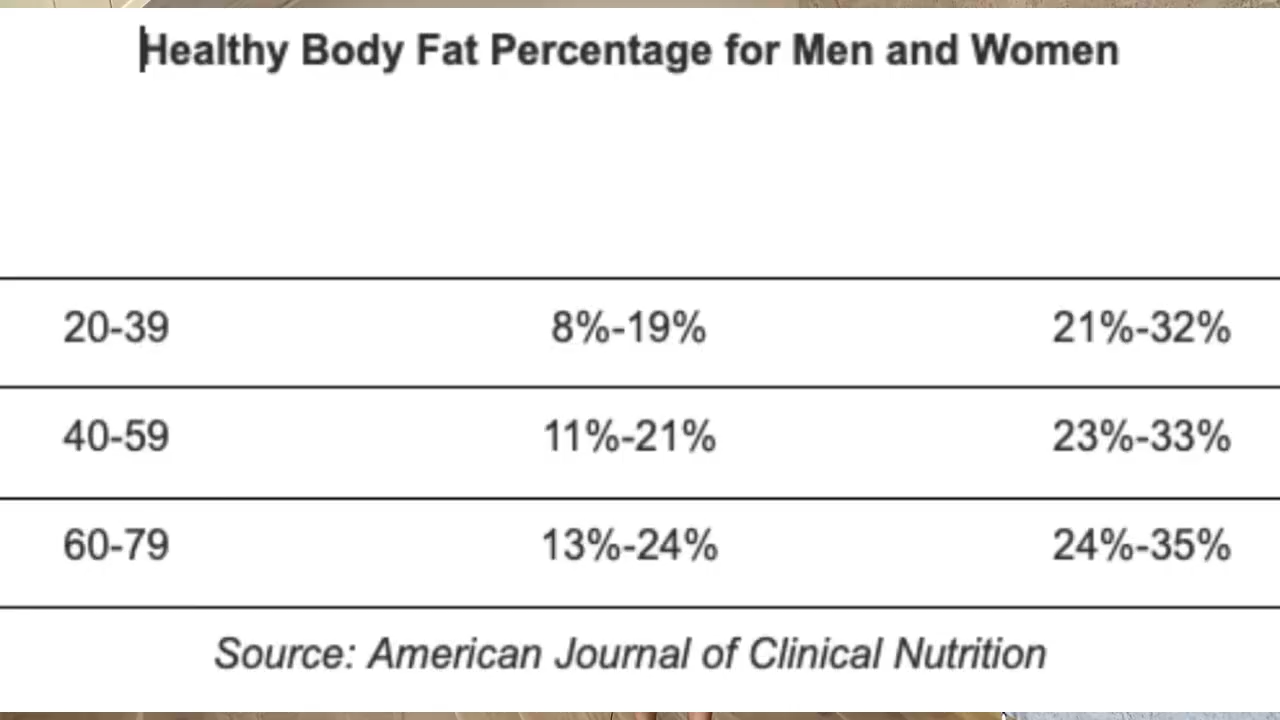 Healthy Body Fat Percentage for Men and Women
20-39 8%-19% 21%-32%
40-59 11%-21% 23%-33%
60-79 13%-24% 24%-35%
Source: American Journal of Clinical Nutrition